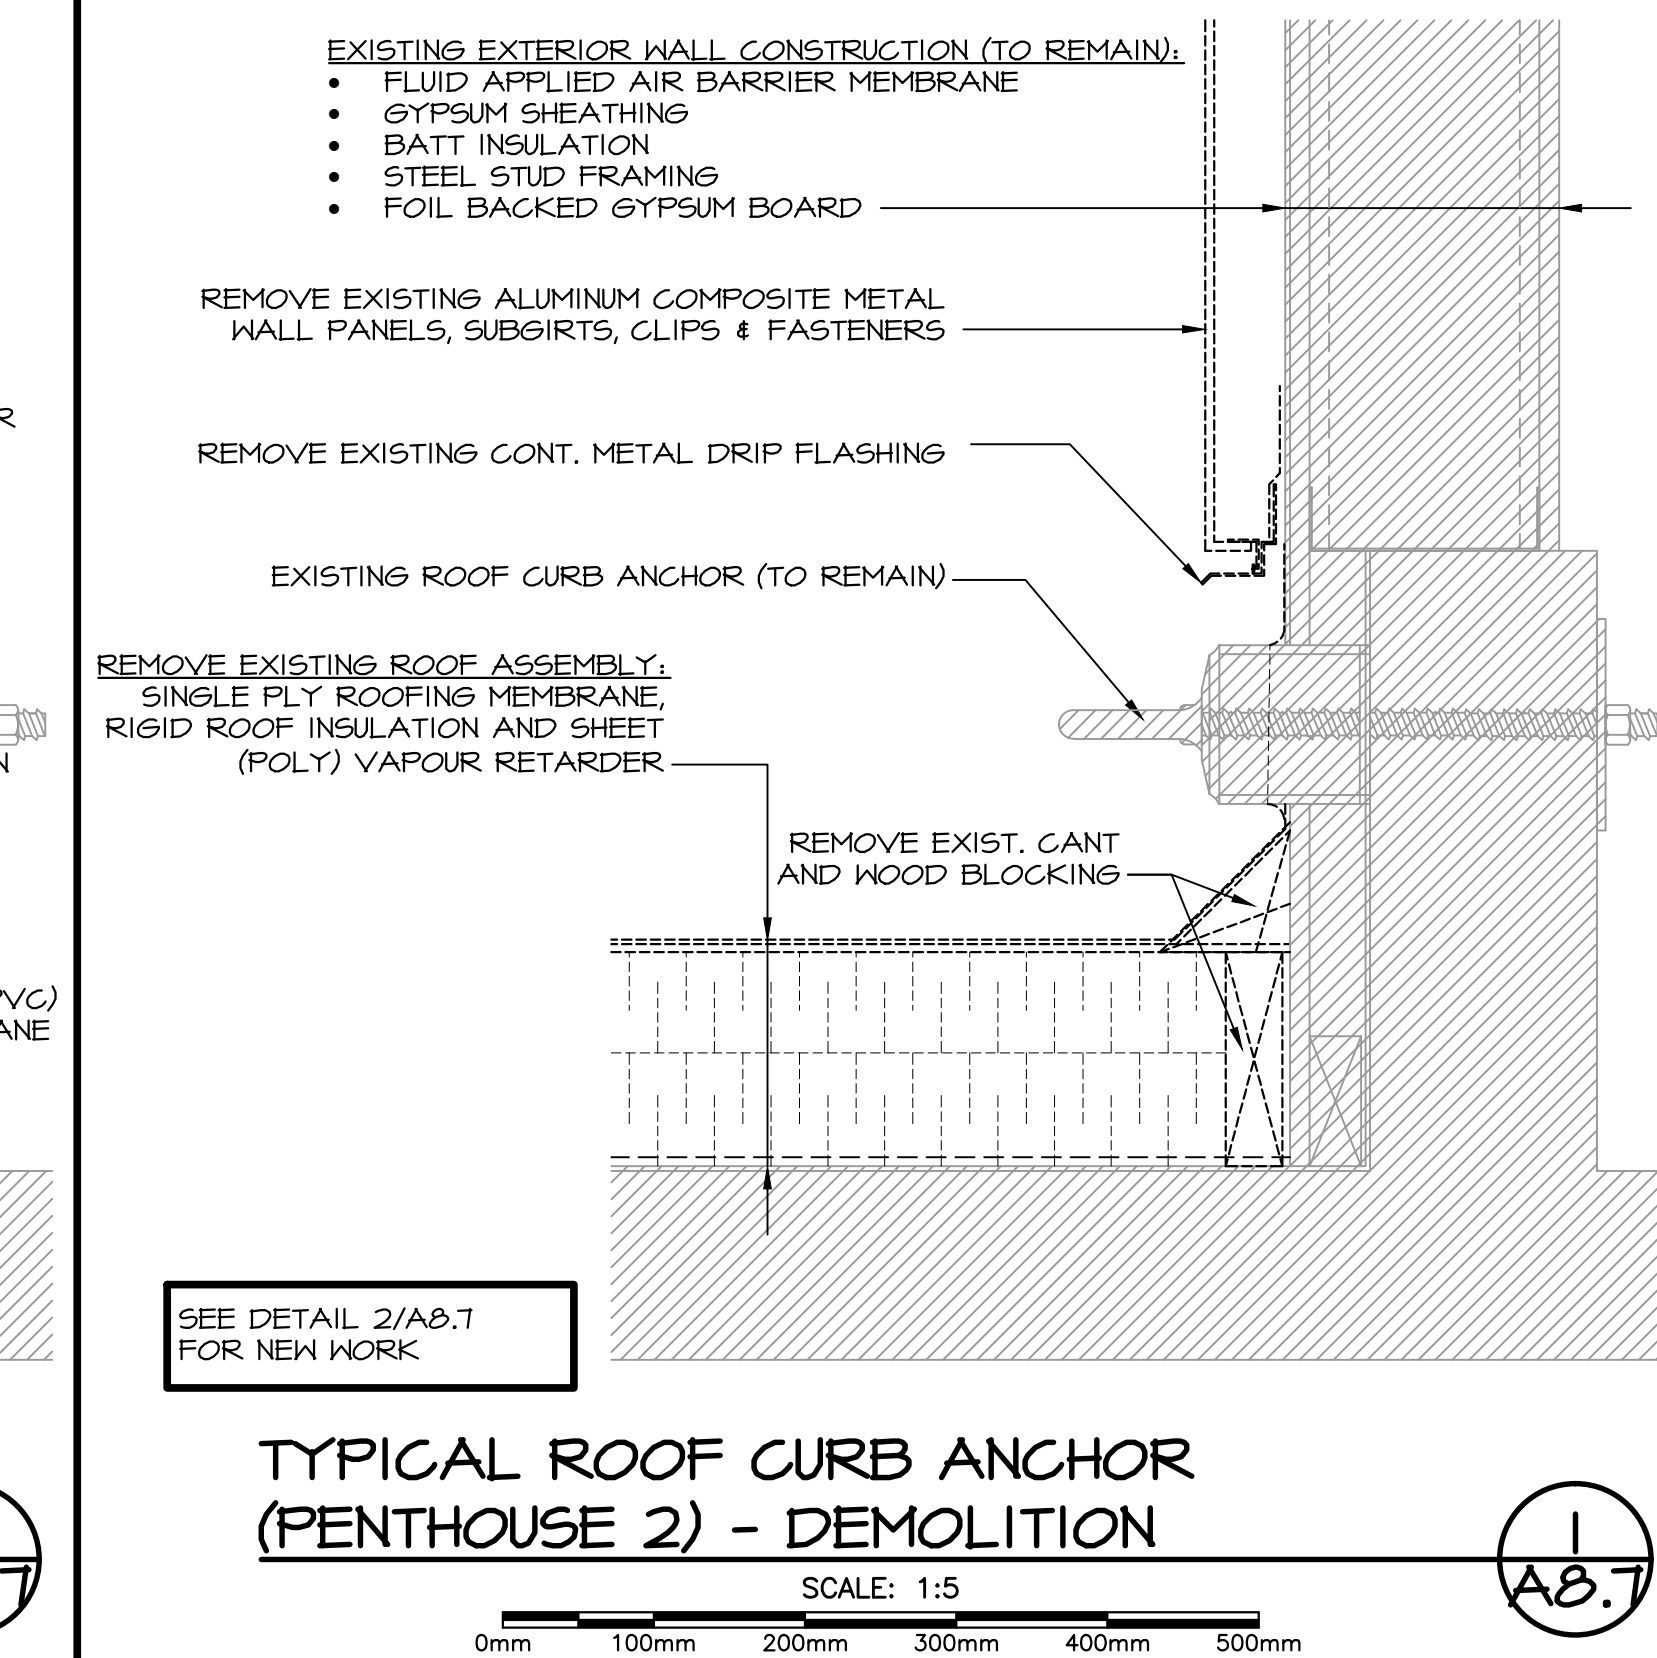 EXISTING EXTERIOR WALL CONSTRUCTION (TO REMAIN):
• FLUID APPLIED AIR BARRIER MEMBRANE
• GYPSUM SHEATHING
• BATT INSULATION
• STEEL STUD FRAMING
• FOIL BACKED GYPSUM BOARD
REMOVE EXISTING ALUMINUM COMPOSITE METAL
WALL PANELS, SUBGIRTS, CLIPS & FASTENERS
R
REMOVE EXISTING CONT. METAL DRIP FLASHING
EXISTING ROOF CURB ANCHOR (TO REMAIN)
REMOVE EXISTING ROOF ASSEMBLY:
SINGLE PLY ROOFING MEMBRANE,
RIGID ROOF INSULATION AND SHEET
(POLY) VAPOUR RETARDER
N
REMOVE EXIST. CANT
AND WOOD BLOCKING
PVC)
ANE
SEE DETAIL 2/A8.7
FOR NEW WORK
TYPICAL ROOF CURB ANCHOR
(PENTHOUSE 2) - DEMOLITION
1
A8.7
7
SCALE: 1:5
0mm 100mm 200mm 300mm 400mm 500mm